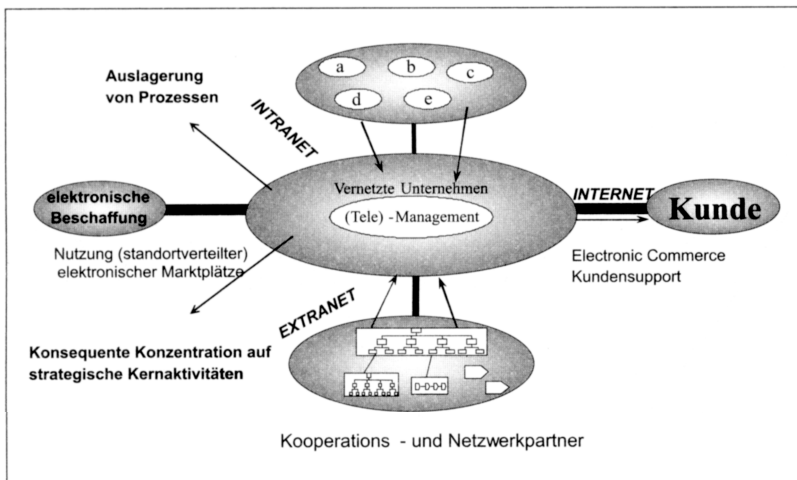 a
b
c
d
e
Auslagerung
von Prozessen
INTRANET
Vernetzte Unternehmen
(Tele) - Management
elektronische
Beschaffung
INTERNET
Kunde
Nutzung (standortverteilter)
elektronischer Marktplätze
Electronic Commerce
Kundensupport
EXTRANET
Konsequente Konzentration auf
strategische Kernaktivitäten
Kooperations - und Netzwerkpartner